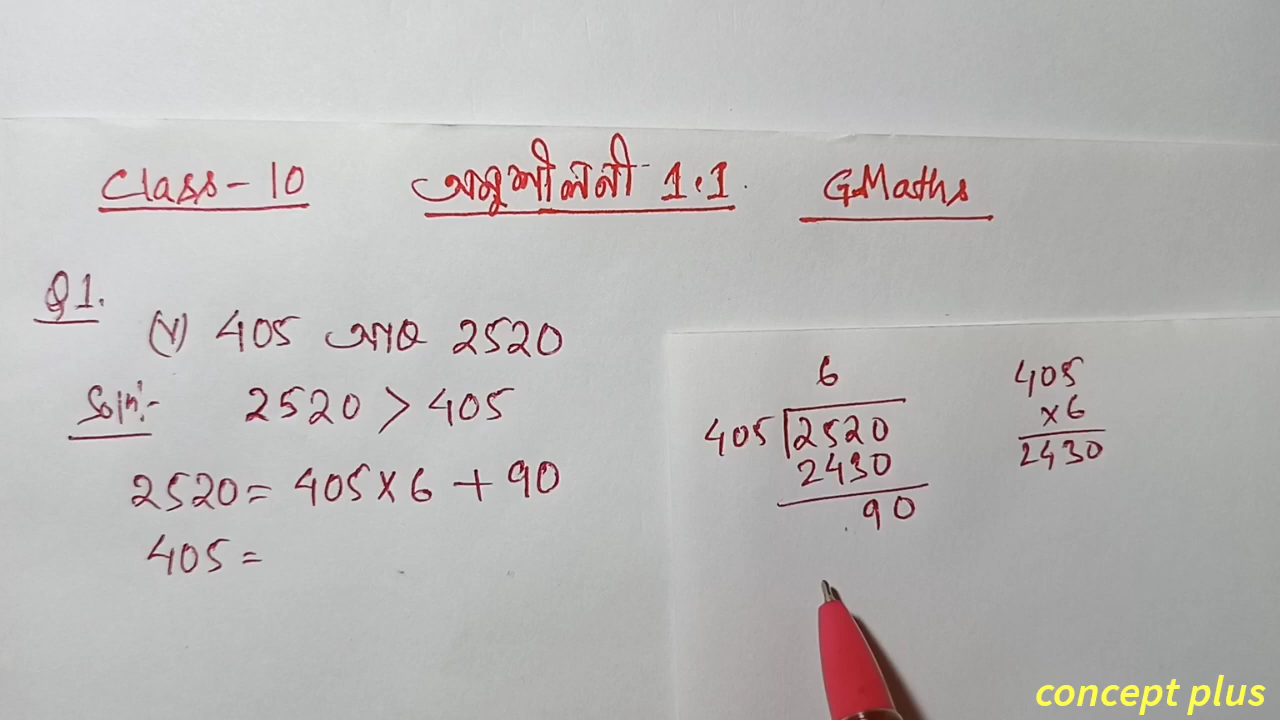 Class - 10 অনুশীলনী 1.1. GMaths
Q1.
(v) 405 আৰু 2520
Soln:- 2520 > 405
2520 = 405 × 6 + 90
405 =
6
405 2520
2430
90
405
×6
2430
concept plus